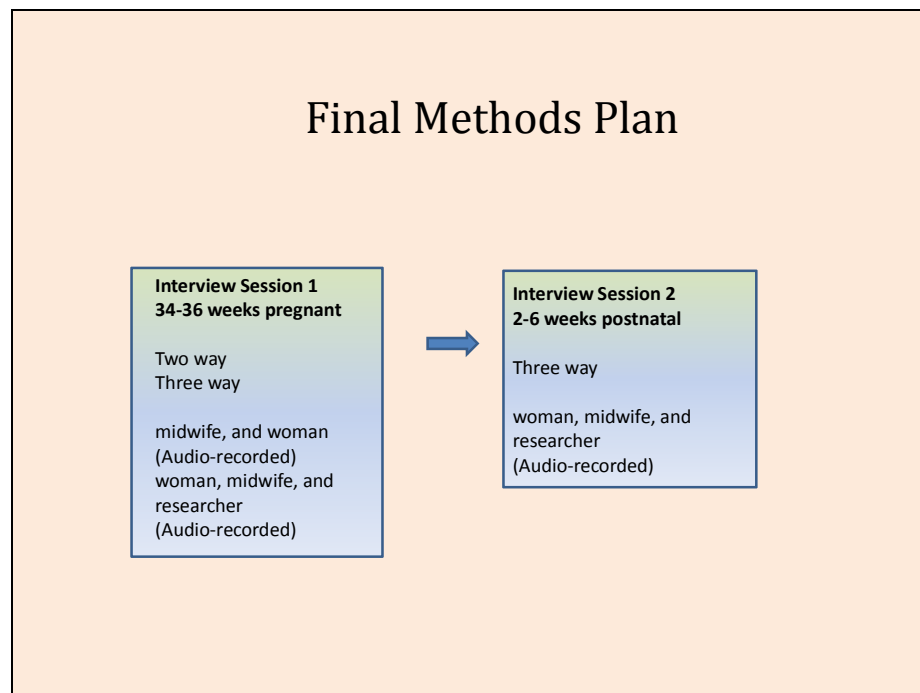 Final Methods Plan
Interview Session 1
34-36 weeks pregnant
Two way
Three way
midwife, and woman
(Audio-recorded)
woman, midwife, and
researcher
(Audio-recorded)
Interview Session 2
2-6 weeks postnatal
Three way
woman, midwife, and
researcher
(Audio-recorded)